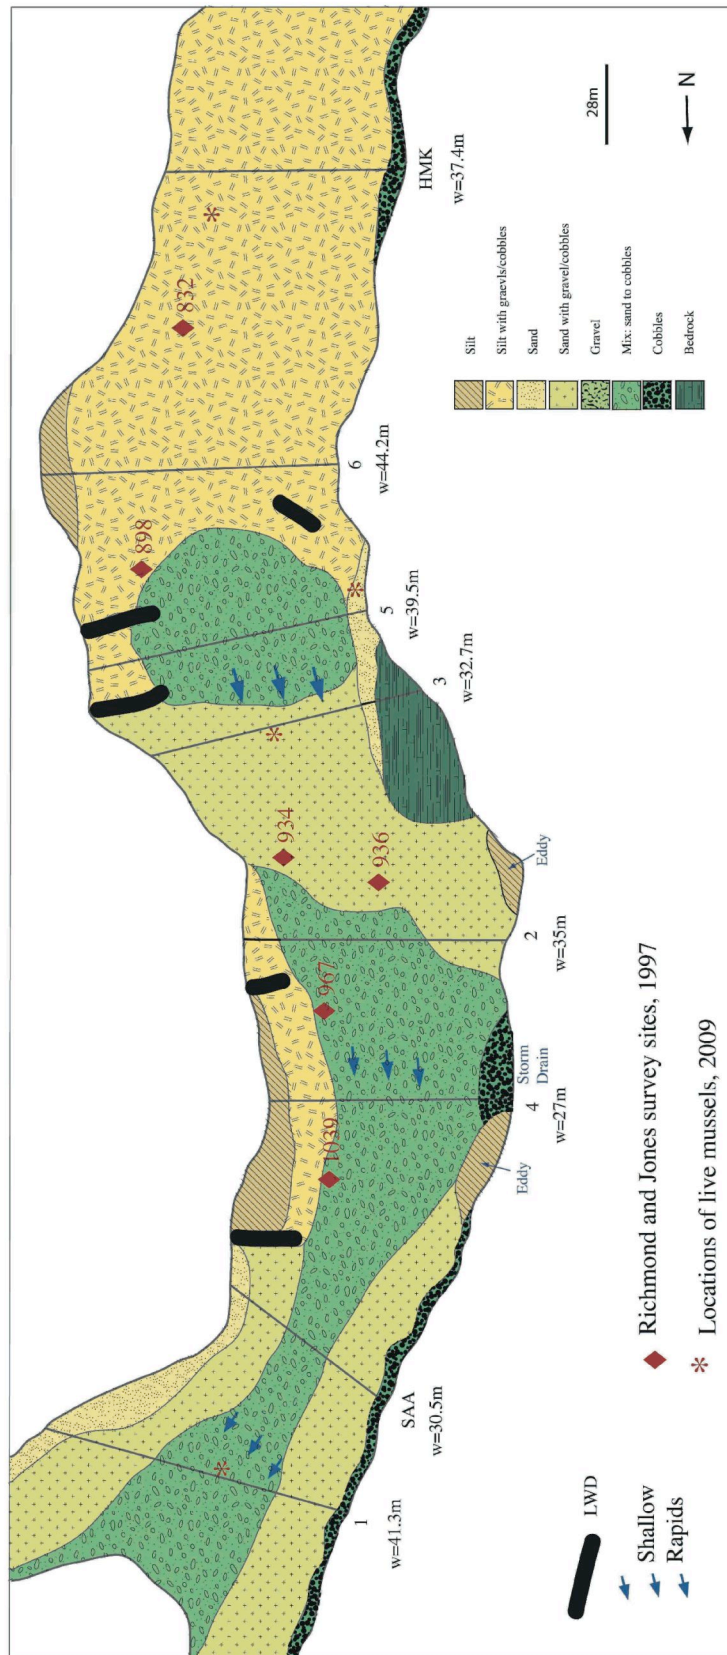 832
898
934
936
967
1039
HMK
w=37.4m
6
w=44.2m
5
w=39.5m
3
w=32.7m
Eddy
2
w=35m
Storm
Drain
4
w=27m
Eddy
SAA
w=30.5m
1
w=41.3m
28m
N
Silt
Silt with graevls/cobbles
Sand
Sand with gravel/cobbles
Gravel
Mix: sand to cobbles
Cobbles
Bedrock
LWD
Shallow
Rapids
Richmond and Jones survey sites, 1997
Locations of live mussels, 2009